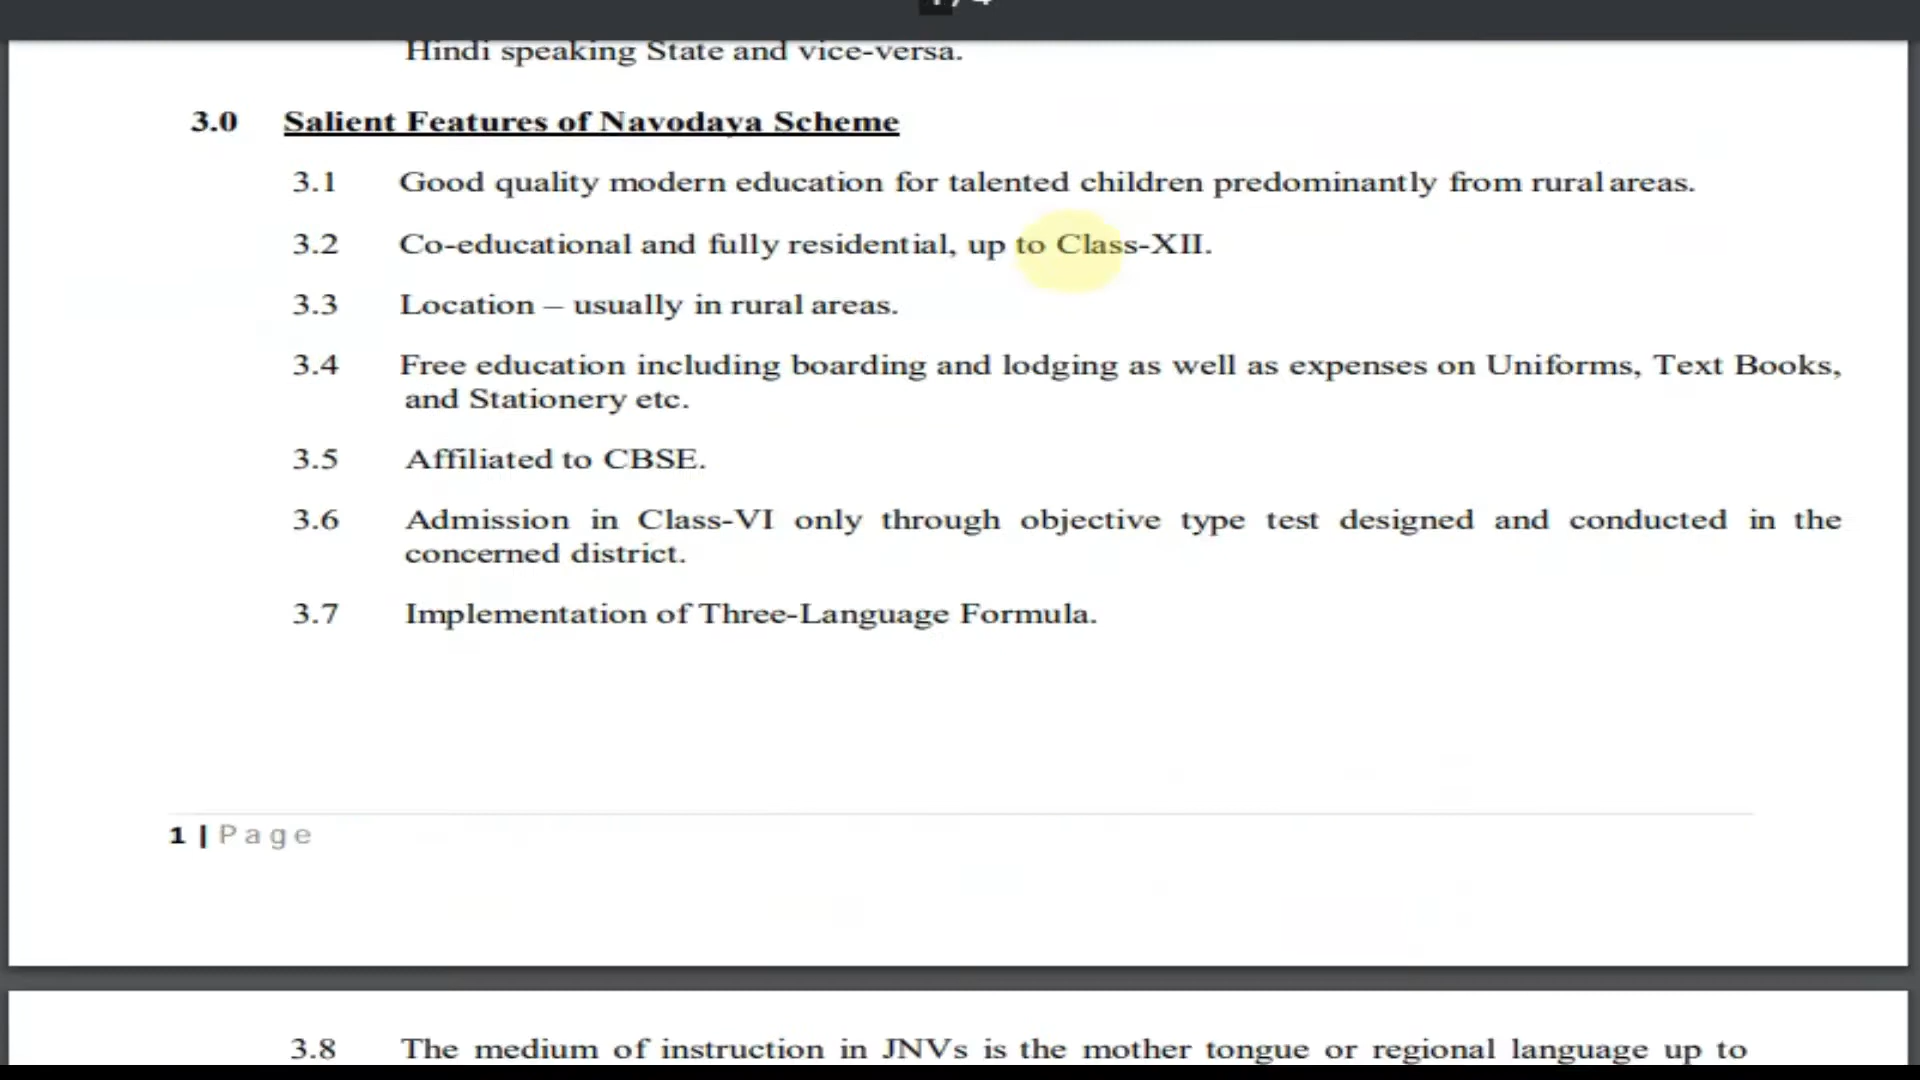 Hindi speaking State and vice-versa.
3.0 Salient Features of Navodaya Scheme
3.1 Good quality modern education for talented children predominantly from rural areas.
3.2 Co-educational and fully residential, up to Class-XII.
3.3 Location – usually in rural areas.
3.4 Free education including boarding and lodging as well as expenses on Uniforms, Text Books,
and Stationery etc.
3.5 Affiliated to CBSE.
3.6 Admission in Class-VI only through objective type test designed and conducted in the
concerned district.
3.7 Implementation of Three-Language Formula.
1 | Page
3.8 The medium of instruction in JNVs is the mother tongue or regional language up to